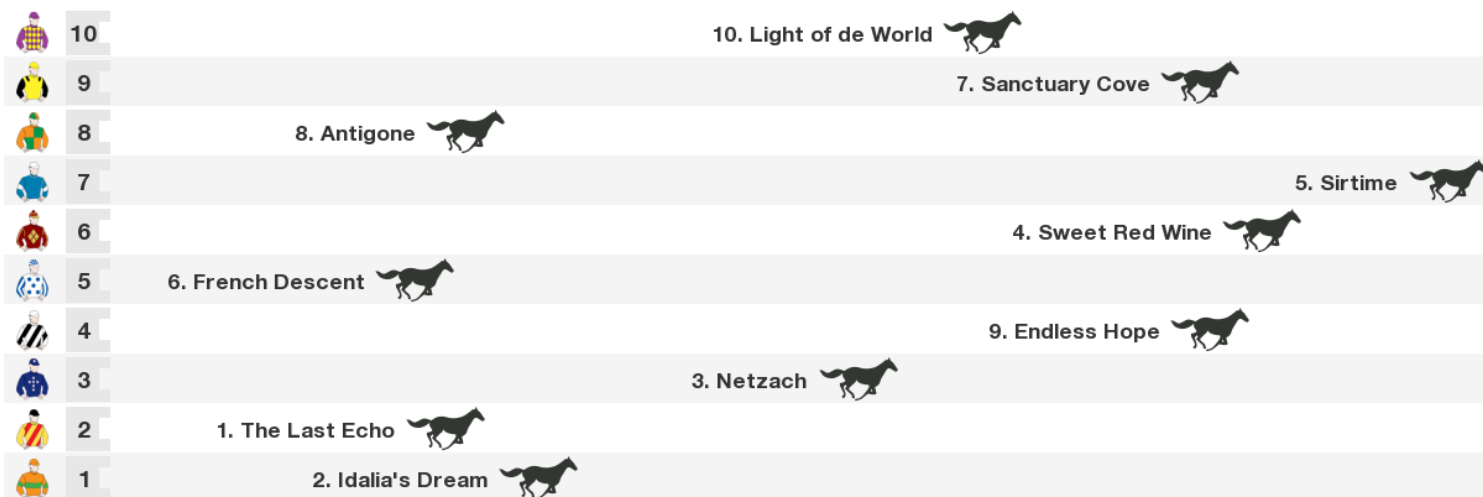 10 10. Light of de World
9 7. Sanctuary Cove
8 8. Antigone
7 5. Sirtime
6 4. Sweet Red Wine
5 6. French Descent
4 9. Endless Hope
3 3. Netzach
2 1. The Last Echo
1 2. Idalia's Dream